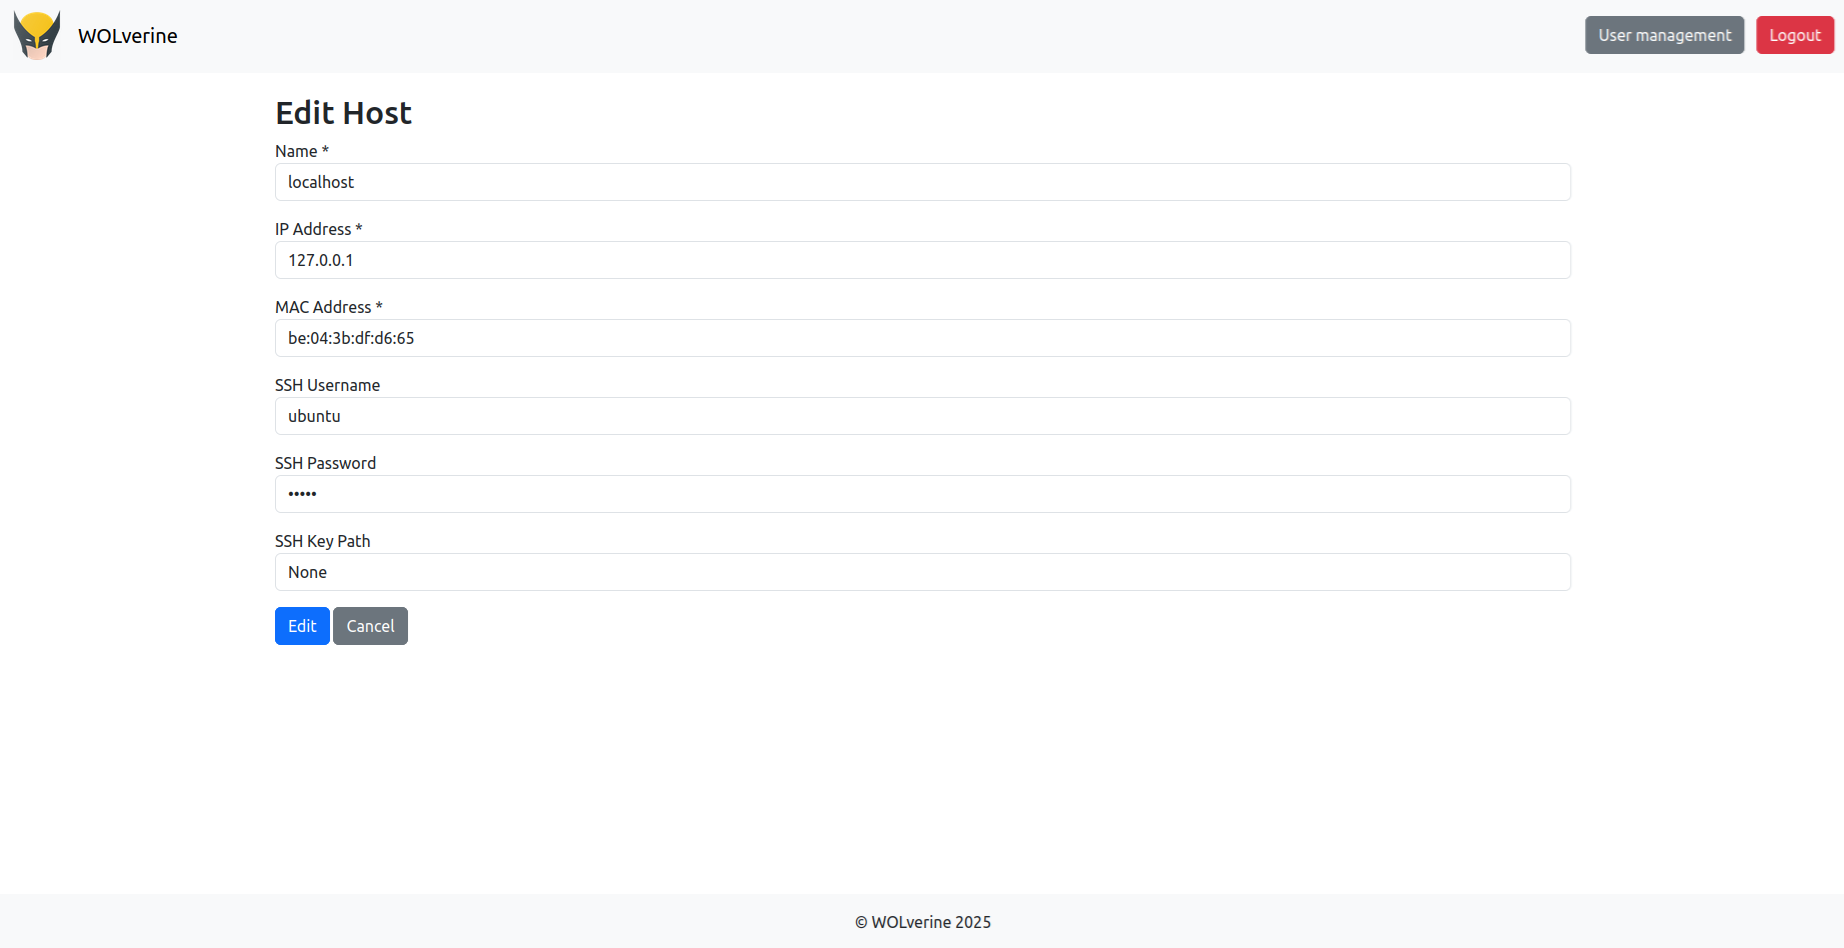 WOLverine
User management
Logout
Edit Host
Name *
localhost
IP Address *
127.0.0.1
MAC Address *
be:04:3b:df:d6:65
SSH Username
ubuntu
SSH Password
•••••
SSH Key Path
None
Edit
Cancel
© WOLverine 2025